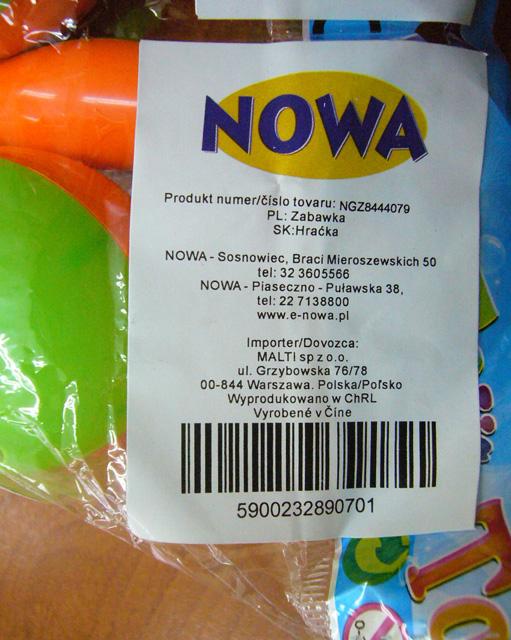 NOWA
Produkt numer/číslo tovaru: NGZ8444079
PL: Zabawka
SK:Hraćka
NOWA - Sosnowiec, Braci Mieroszewskich 50
tel: 32 3605566
NOWA - Piaseczno - Puławska 38,
tel: 22 7138800
www.e-nowa.pl
Importer/Dovozca:
MALTI sp z o.o.
ul. Grzybowska 76/78
00-844 Warszawa. Polska/Poľsko
Wyprodukowano w ChRL
Vyrobené v Číne
5900232890701
To